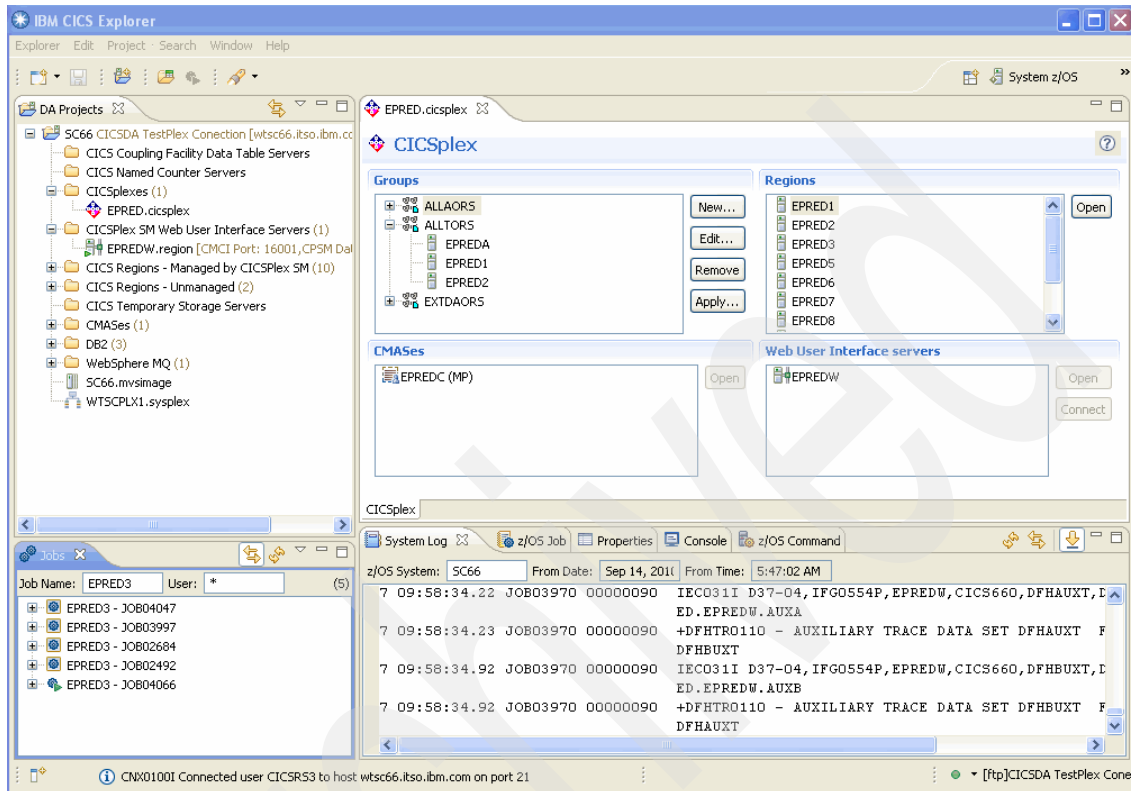 IBM CICS Explorer
Explorer Edit Project Search Window Help
System z/OS
»
DA Projects
SC66 CICSDA TestPlex Conection [wtsc66.itso.ibm.cc
CICS Coupling Facility Data Table Servers
CICS Named Counter Servers
CICSplexes (1)
EPRED.cicsplex
CICSPlex SM Web User Interface Servers (1)
EPREDW.region [CMCI Port: 16001,CPSM Dal
CICS Regions - Managed by CICSPlex SM (10)
CICS Regions - Unmanaged (2)
CICS Temporary Storage Servers
CMASes (1)
DB2 (3)
WebSphere MQ (1)
SC66.mvsimage
WTSCPLX1.sysplex
EPRED.cicsplex
CICSplex
Groups
ALLAORS
ALLTORS
EPREDA
EPRED1
EPRED2
EXTDAORS
New...
Edit...
Remove
Apply...
Regions
EPRED1
EPRED2
EPRED3
EPRED5
EPRED6
EPRED7
EPRED8
Open
CMASes
EPREDC (MP)
Open
Web User Interface servers
EPREDW
Open
Connect
CICSplex
Jobs
Job Name: EPRED3 User: * (5)
EPRED3 - JOB04047
EPRED3 - JOB03997
EPRED3 - JOB02684
EPRED3 - JOB02492
EPRED3 - JOB04066
System Log z/OS Job Properties Console z/OS Command
z/OS System: SC66 From Date: Sep 14, 201( From Time: 5:47:02 AM
7 09:58:34.22 JOB03970 00000090 IEC031I D37-04,IFG0554P,EPREDW,CICS660,DFHAUXT,D
ED.EPREDW.AUXA
7 09:58:34.23 JOB03970 00000090 +DFHTR0110 - AUXILIARY TRACE DATA SET DFHAUXT F
DFHBUXT
7 09:58:34.92 JOB03970 00000090 IEC031I D37-04,IFG0554P,EPREDW,CICS660,DFHBUXT,D
ED.EPREDW.AUXB
7 09:58:34.92 JOB03970 00000090 +DFHTR0110 - AUXILIARY TRACE DATA SET DFHBUXT F
DFHAUXT
CNX0100I Connected user CICSRS3 to host wtsc66.itso.ibm.com on port 21
[ftp]CICSDA TestPlex Cone